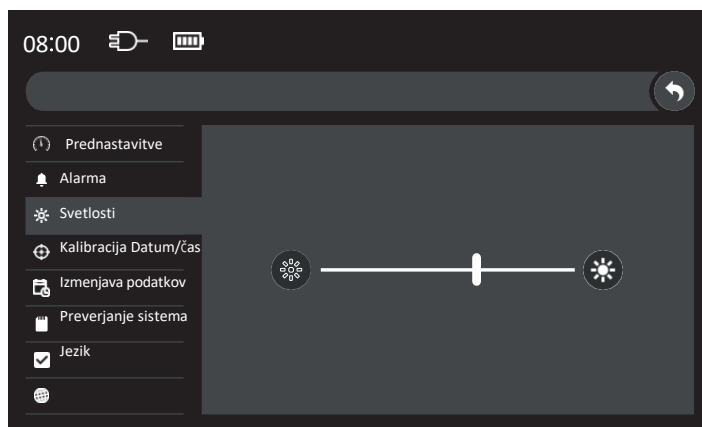 08:00
Prednastavitve
Alarma
Svetlosti
Kalibracija Datum/čas
Izmenjava podatkov
Preverjanje sistema
Jezik